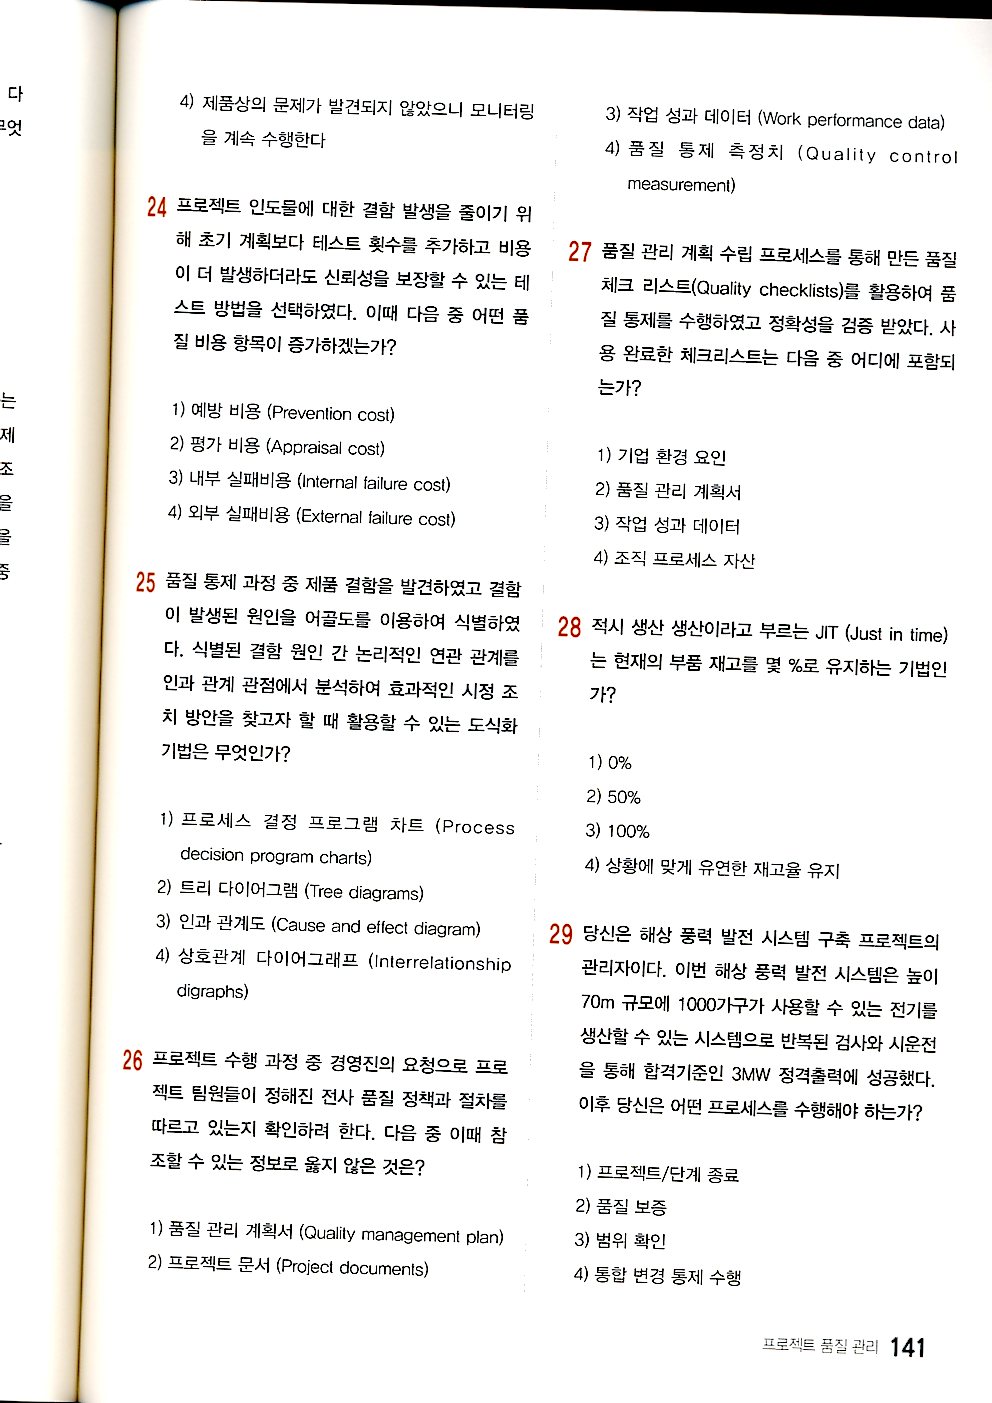 다
무엇
는
제
조
을
을
중
4) 제품상의 문제가 발견되지 않았으니 모니터링
을 계속 수행한다
24 프로젝트 인도물에 대한 결함 발생을 줄이기 위
해 초기 계획보다 테스트 횟수를 추가하고 비용
이 더 발생하더라도 신뢰성을 보장할 수 있는 테
스트 방법을 선택하였다. 이때 다음 중 어떤 품
질 비용 항목이 증가하겠는가?
1) 예방 비용 (Prevention cost)
2) 평가 비용 (Appraisal cost)
3) 내부 실패비용 (Internal failure cost)
4) 외부 실패비용 (External failure cost)
25 품질 통제 과정 중 제품 결함을 발견하였고 결함
이 발생된 원인을 어골도를 이용하여 식별하였
다. 식별된 결함 원인 간 논리적인 연관 관계를
인과 관계 관점에서 분석하여 효과적인 시정 조
치 방안을 찾고자 할 때 활용할 수 있는 도식화
기법은 무엇인가?
1) 프로세스 결정 프로그램 차트 (Process
decision program charts)
2) 트리 다이어그램 (Tree diagrams)
3) 인과 관계도 (Cause and effect diagram)
4) 상호관계 다이어그래프 (Interrelationship
digraphs)
26 프로젝트 수행 과정 중 경영진의 요청으로 프로
젝트 팀원들이 정해진 전사 품질 정책과 절차를
따르고 있는지 확인하려 한다. 다음 중 이때 참
조할 수 있는 정보로 옳지 않은 것은?
1) 품질 관리 계획서 (Quality management plan)
2) 프로젝트 문서 (Project documents)
3) 작업 성과 데이터 (Work performance data)
4) 품질 통제 측정치 (Quality control
measurement)
27 품질 관리 계획 수립 프로세스를 통해 만든 품질
체크 리스트(Quality checklists)를 활용하여 품
질 통제를 수행하였고 정확성을 검증 받았다. 사
용 완료한 체크리스트는 다음 중 어디에 포함되
는가?
1) 기업 환경 요인
2) 품질 관리 계획서
3) 작업 성과 데이터
4) 조직 프로세스 자산
28 적시 생산 생산이라고 부르는 JIT (Just in time)
는 현재의 부품 재고를 몇 %로 유지하는 기법인
가?
1) 0%
2) 50%
3) 100%
4) 상황에 맞게 유연한 재고율 유지
29 당신은 해상 풍력 발전 시스템 구축 프로젝트의
관리자이다. 이번 해상 풍력 발전 시스템은 높이
70m 규모에 1000가구가 사용할 수 있는 전기를
생산할 수 있는 시스템으로 반복된 검사와 시운전
을 통해 합격기준인 3MW 정격출력에 성공했다.
이후 당신은 어떤 프로세스를 수행해야 하는가?
1) 프로젝트/단계 종료
2) 품질 보증
3) 범위 확인
4) 통합 변경 통제 수행
프로젝트 품질 관리 141